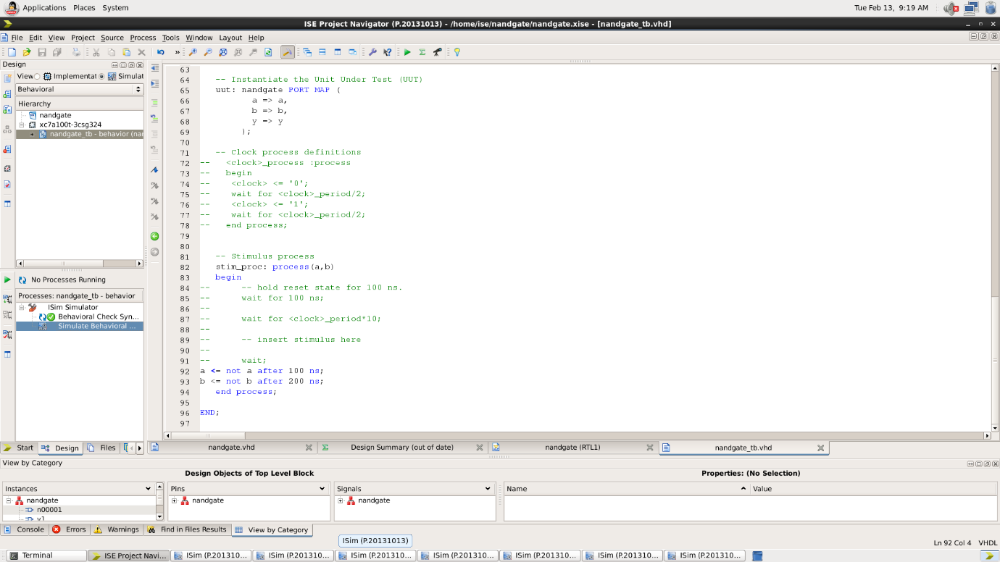 Applications Places System
Tue Feb 13, 9:19 AM
ISE Project Navigator (P.20131013) - /home/ise/nandgate/nandgate.xise - [nandgate_tb.vhd]
File Edit View Project Source Process Tools Window Layout Help
»
Design
View: Implementat Simulat
Behavioral
Hierarchy
nandgate
xc7a100t-3csg324
nandgate_tb - behavior (nan
No Processes Running
Processes: nandgate_tb - behavior
ISim Simulator
Behavioral Check Syn...
Simulate Behavioral ...
Start Design Files
63
64 -- Instantiate the Unit Under Test (UUT)
65 uut: nandgate PORT MAP (
66 a => a,
67 b => b,
68 y => y
69 );
70
71 -- Clock process definitions
72 -- <clock>_process :process
73 -- begin
74 -- <clock> <= '0';
75 -- wait for <clock>_period/2;
76 -- <clock> <= '1';
77 -- wait for <clock>_period/2;
78 -- end process;
79
80
81 -- Stimulus process
82 stim_proc: process(a,b)
83 begin
84 -- -- hold reset state for 100 ns.
85 -- wait for 100 ns;
86 --
87 -- wait for <clock>_period*10;
88 --
89 -- -- insert stimulus here
90 --
91 -- wait;
92 a <= not a after 100 ns;
93 b <= not b after 200 ns;
94 end process;
95
96 END;
97
nandgate.vhd Design Summary (out of date) nandgate (RTL1) nandgate_tb.vhd
View by Category
Design Objects of Top Level Block
Properties: (No Selection)
Instances Pins Signals Name Value
nandgate nandgate nandgate
n00001
y1
Console Errors Warnings Find in Files Results View by Category
ISim (P.20131013)
Ln 92 Col 4 VHDL
Terminal ISE Project Navi... ISim (P.201310... ISim (P.201310... ISim (P.201310... ISim (P.201310... ISim (P.201310... ISim (P.201310... ISim (P.201310...